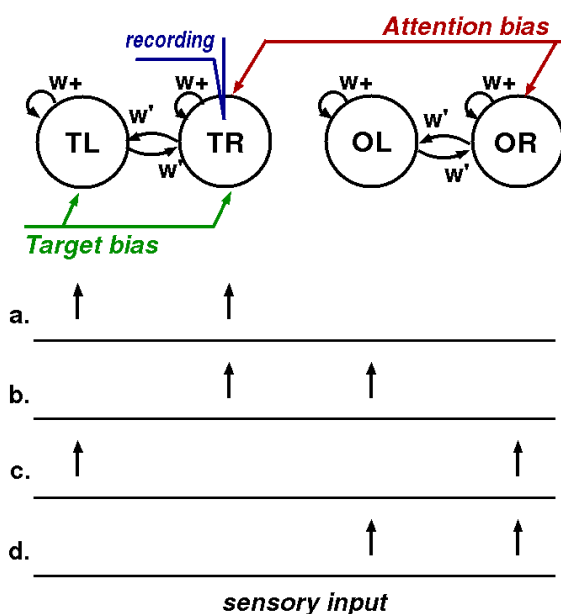 recording
Attention bias
w+ w+ w+ w+
w' w'
TL TR OL OR
w' w'
Target bias
a.
b.
c.
d.
sensory input